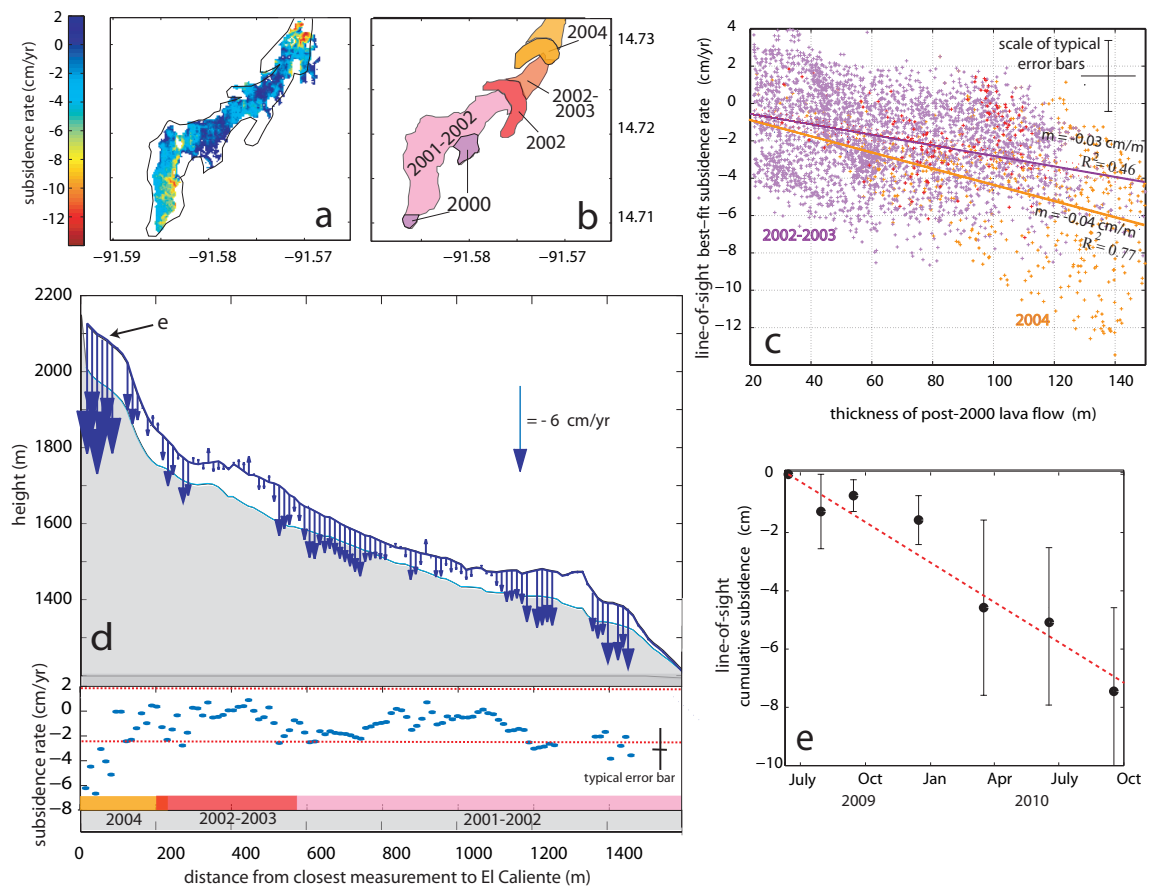 subsidence rate (cm/yr)
2
0
−2
−4
−6
−8
−10
−12
a
−91.59
−91.58
−91.57
b
2004
2002-
2003
2002
2001-2002
2000
14.73
14.72
14.71
−91.58
−91.57
line−of−sight best−fit subsidence rate (cm/yr)
4
2
0
−2
−4
−6
−8
−10
−12
scale of typical
error bars
m = -0.03 cm/m
R2 = 0.46
m = -0.04 cm/m
R2 = 0.77
2002-2003
2004
c
20
40
60
80
100
120
140
thickness of post-2000 lava flow (m)
height (m)
2200
2000
1800
1600
1400
e
= - 6 cm/yr
d
subsidence rate (cm/yr)
2
0
−2
−4
−6
−8
typical error bar
2004
2002-2003
2001-2002
0
200
400
600
800
1000
1200
1400
distance from closest measurement to El Caliente (m)
line-of-sight
cumulative subsidence (cm)
0
−2
−4
−6
−8
−10
e
July
Oct
Jan
Apr
July
Oct
2009
2010